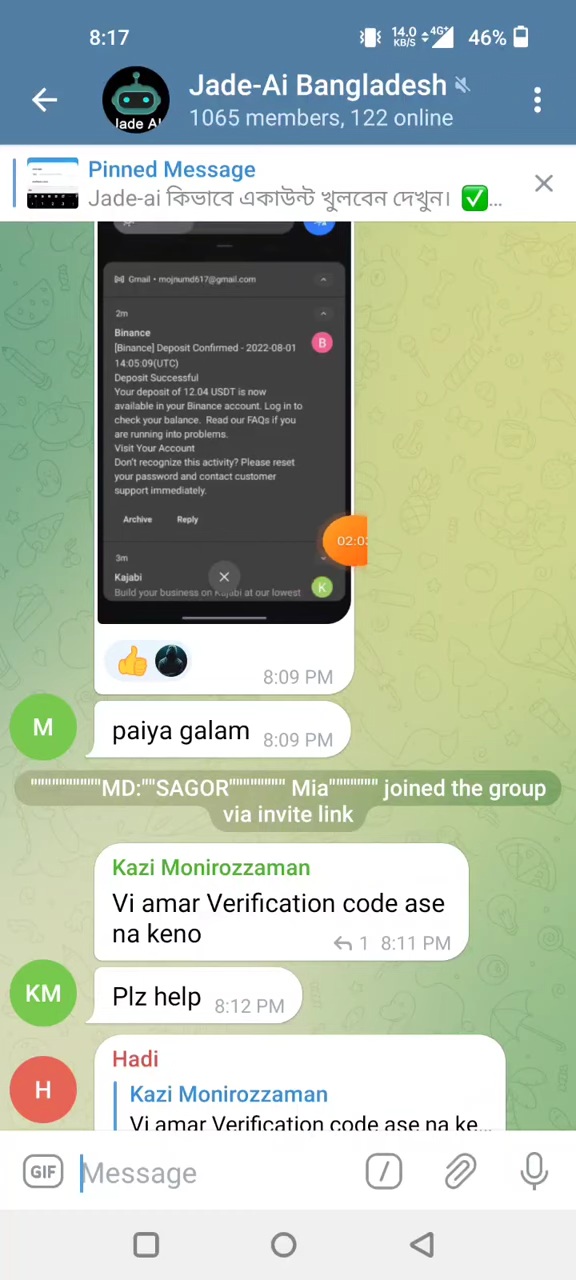 8:17
14.0
KB/S
4G+
46%
Jade-Ai Bangladesh
1065 members, 122 online
Jade AI
Pinned Message
Jade-ai কিভাবে একাউন্ট খুলবেন দেখুন। ✅...
Gmail • mojnumd617@gmail.com
2m
Binance
B
[Binance] Deposit Confirmed - 2022-08-01
14:05:09(UTC)
Deposit Successful
Your deposit of 12.04 USDT is now
available in your Binance account. Log in to
check your balance. Read our FAQs if you
are running into problems.
Visit Your Account
Don't recognize this activity? Please reset
your password and contact customer
support immediately.
Archive Reply
02:03
3m
Kajabi
K
Build your business on Kajabi at our lowest
8:09 PM
M
paiya galam 8:09 PM
"""""""""""""MD:""SAGOR"""""""""" Mia""""""""" joined the group
via invite link
Kazi Monirozzaman
Vi amar Verification code ase
na keno
1 8:11 PM
KM
Plz help 8:12 PM
Hadi
H
Kazi Monirozzaman
Vi amar Verification code ase na ke...
GIF
Message
/